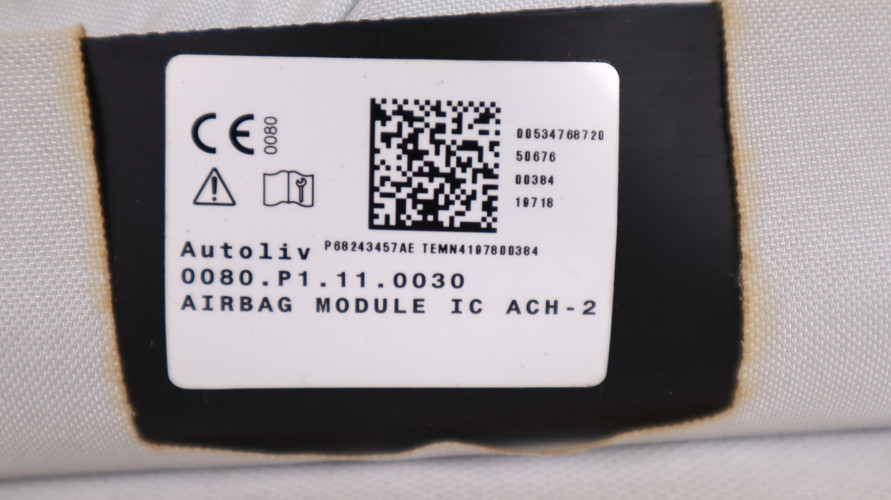 CE 0080
00534768720
50676
00384
19718
Autoliv P68243457AE TEMN4197800384
0080.P1.11.0030
AIRBAG MODULE IC ACH-2